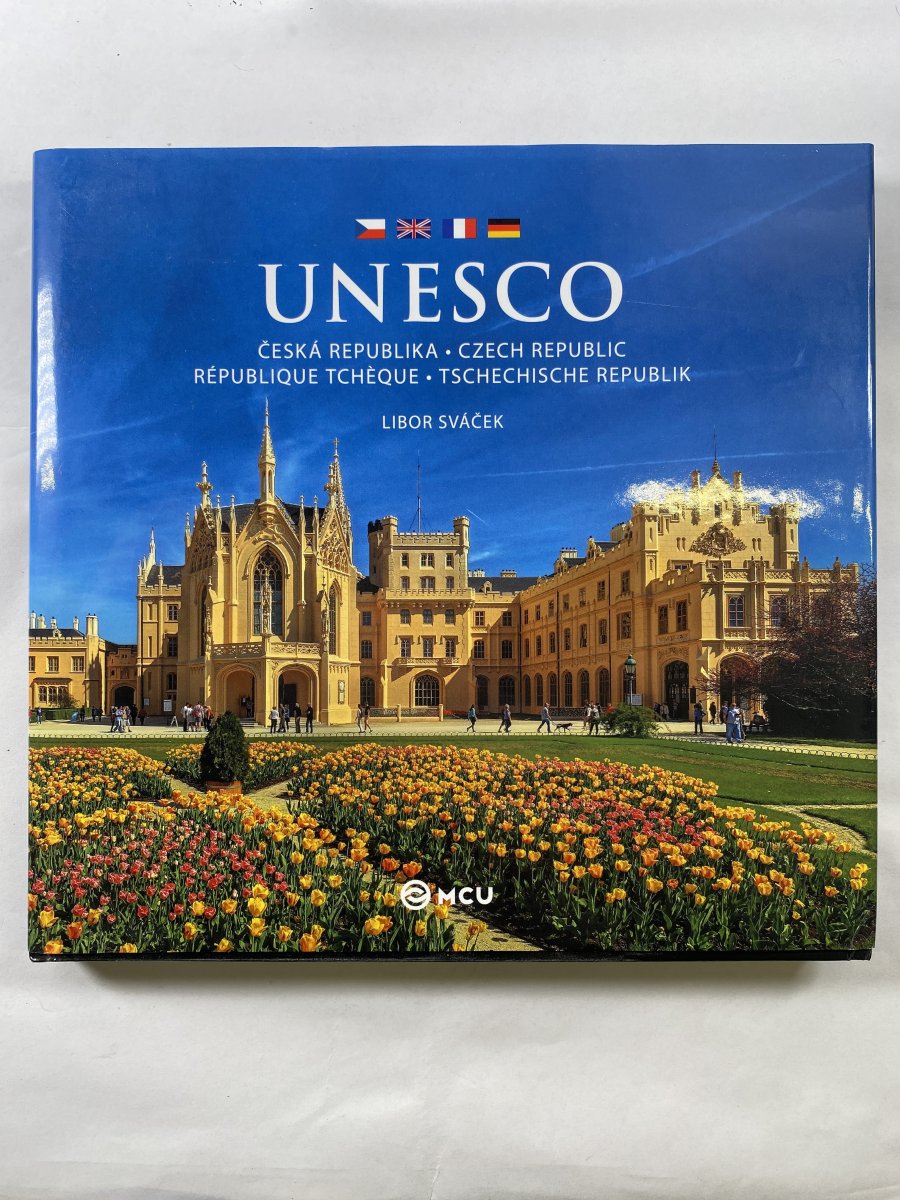 UNESCO
ČESKÁ REPUBLIKA • CZECH REPUBLIC
RÉPUBLIQUE TCHÈQUE • TSCHECHISCHE REPUBLIK
LIBOR SVÁČEK
MCU